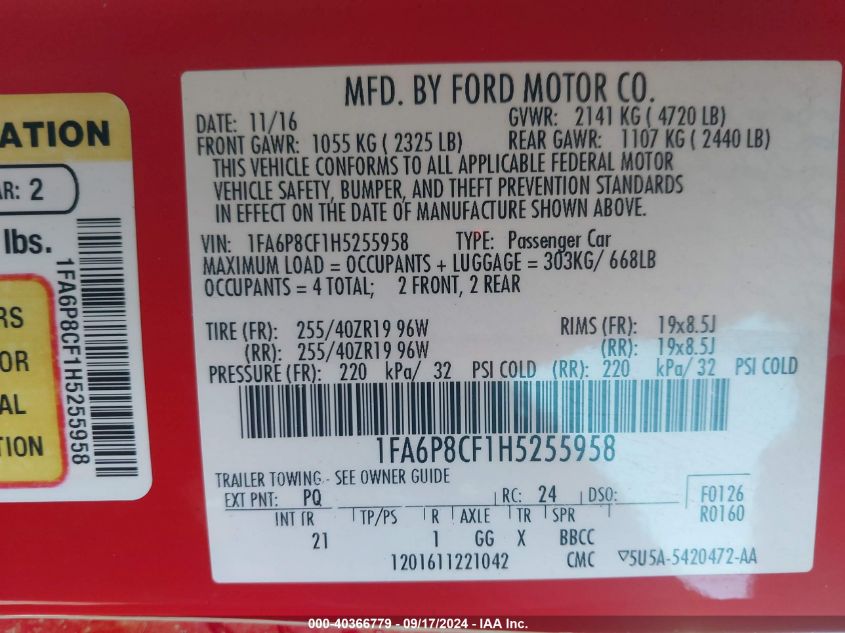 ATION
AR: 2
lbs.
RS
OR
AL
TION
1FA6P8CF1H5255958
MFD. BY FORD MOTOR CO.
DATE: 11/16 GVWR: 2141 KG ( 4720 LB)
FRONT GAWR: 1055 KG ( 2325 LB) REAR GAWR: 1107 KG ( 2440 LB)
THIS VEHICLE CONFORMS TO ALL APPLICABLE FEDERAL MOTOR
VEHICLE SAFETY, BUMPER, AND THEFT PREVENTION STANDARDS
IN EFFECT ON THE DATE OF MANUFACTURE SHOWN ABOVE.
VIN: 1FA6P8CF1H5255958 TYPE: Passenger Car
MAXIMUM LOAD = OCCUPANTS + LUGGAGE = 303KG/ 668LB
OCCUPANTS = 4 TOTAL; 2 FRONT, 2 REAR
TIRE (FR): 255/40ZR19 96W RIMS (FR): 19x8.5J
(RR): 255/40ZR19 96W (RR): 19x8.5J
PRESSURE (FR): 220 kPa/ 32 PSI COLD (RR): 220 kPa/ 32 PSI COLD
1FA6P8CF1H5255958
TRAILER TOWING - SEE OWNER GUIDE
EXT PNT: PQ RC: 24 DSO: F0126
INT TR TP/PS R AXLE TR SPR R0160
21 1 GG X BBCC
1201611221042 CMC ▽5U5A-5420472-AA
000-40366779 - 09/17/2024 - IAA Inc.